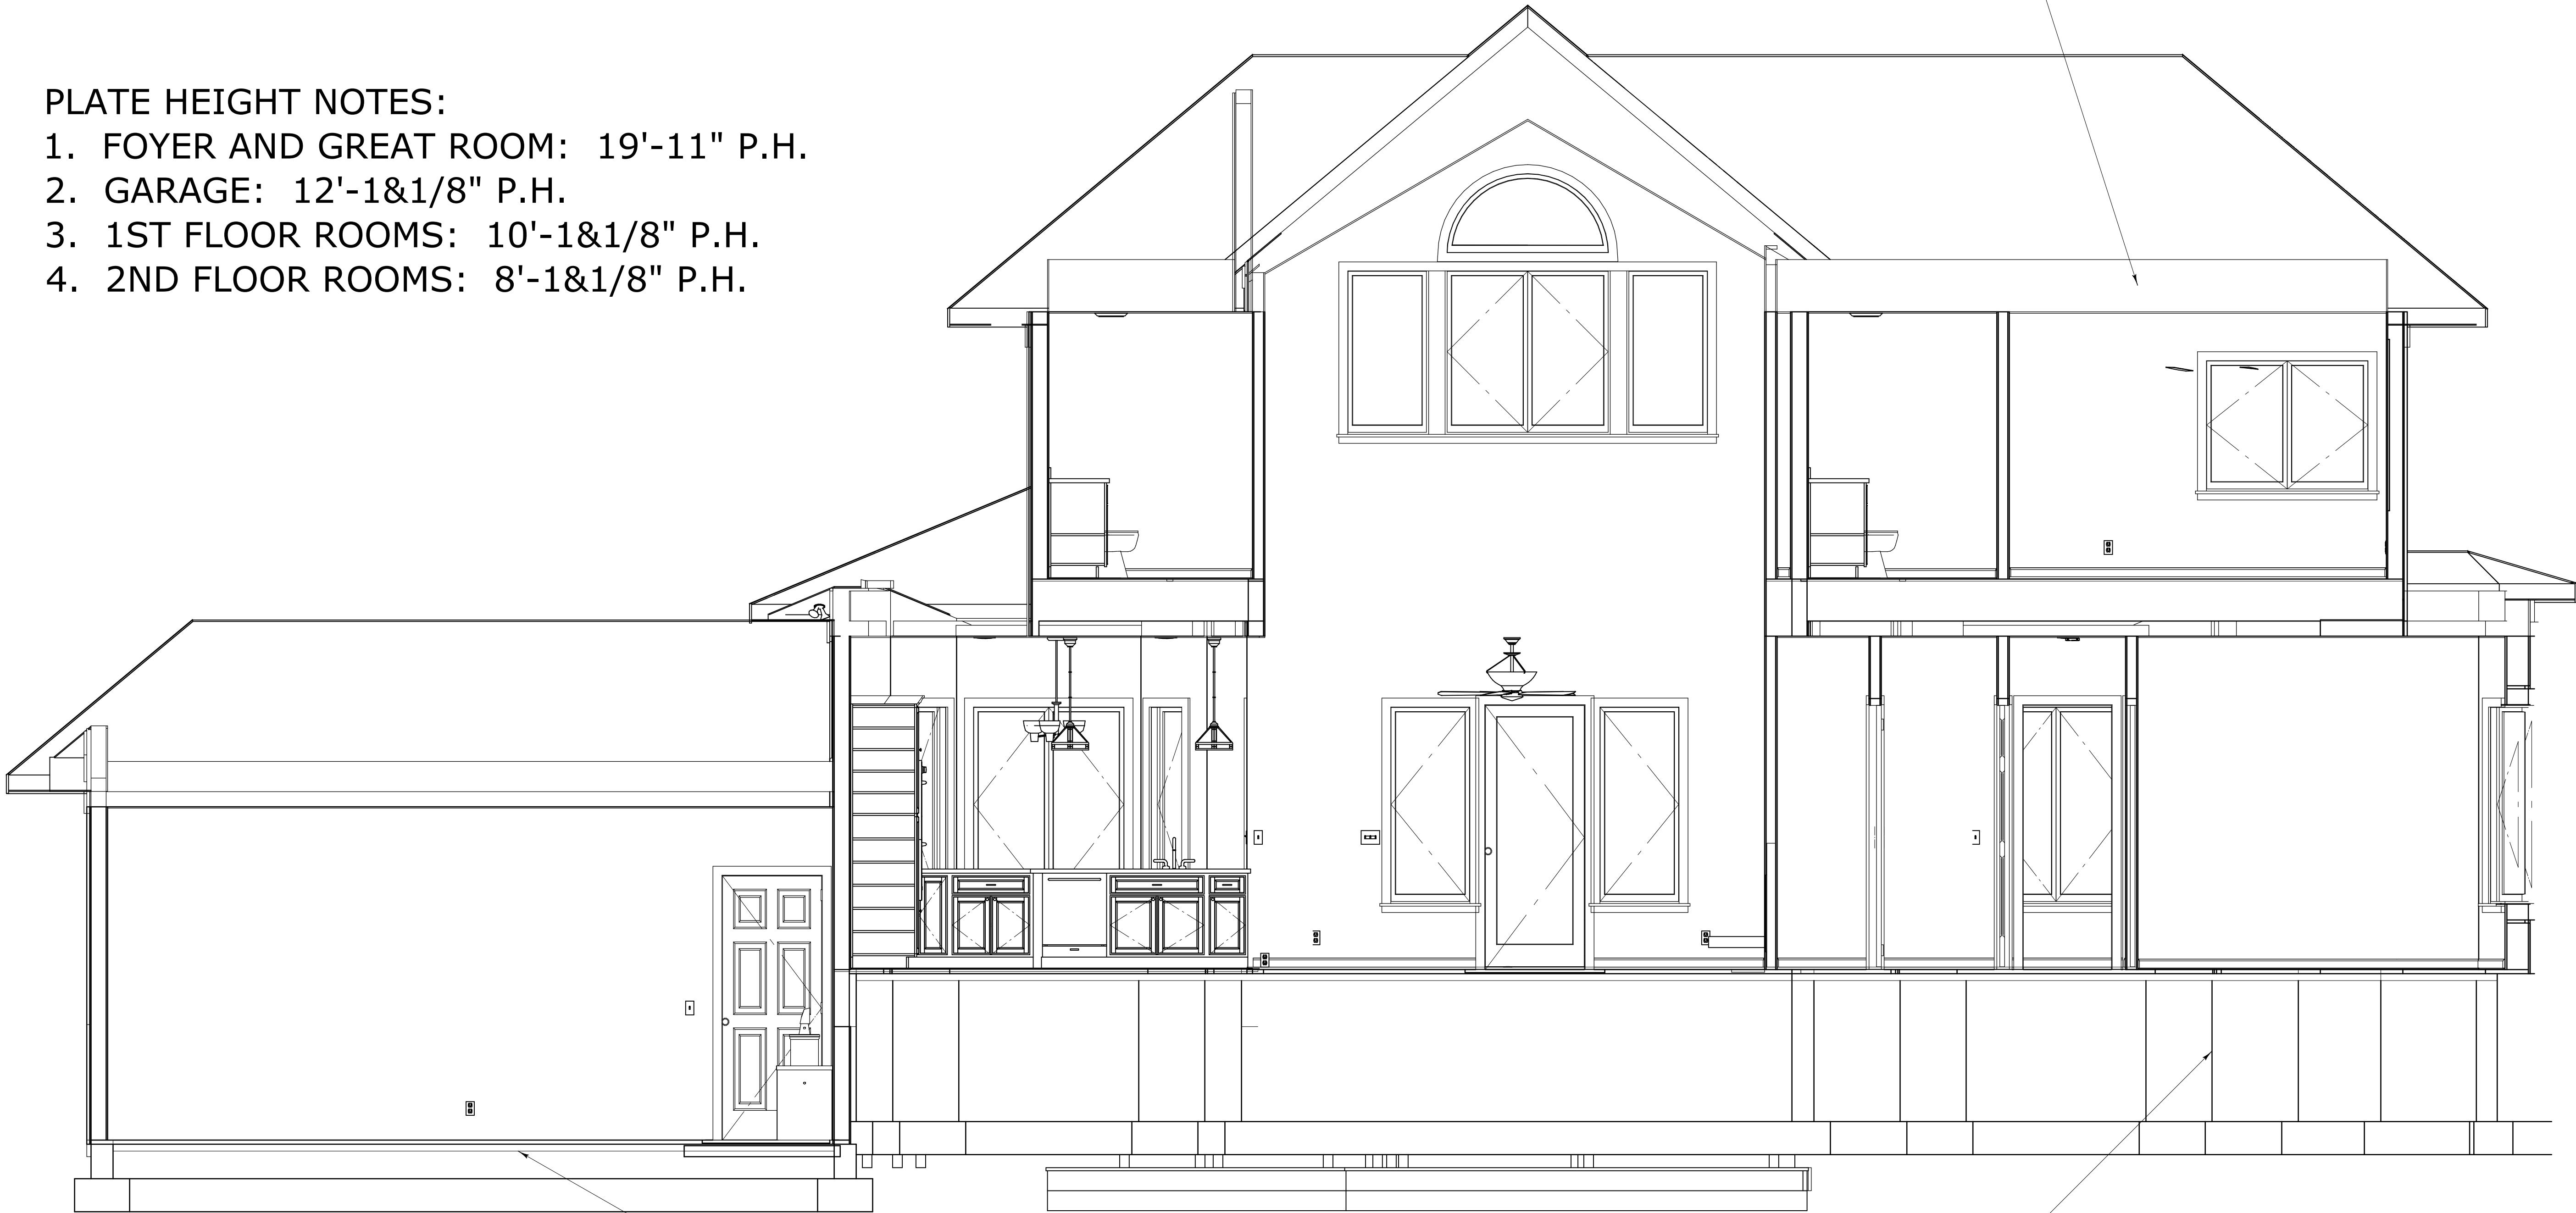 PLATE HEIGHT NOTES:
1. FOYER AND GREAT ROOM: 19'-11" P.H.
2. GARAGE: 12'-1&1/8" P.H.
3. 1ST FLOOR ROOMS: 10'-1&1/8" P.H.
4. 2ND FLOOR ROOMS: 8'-1&1/8" P.H.